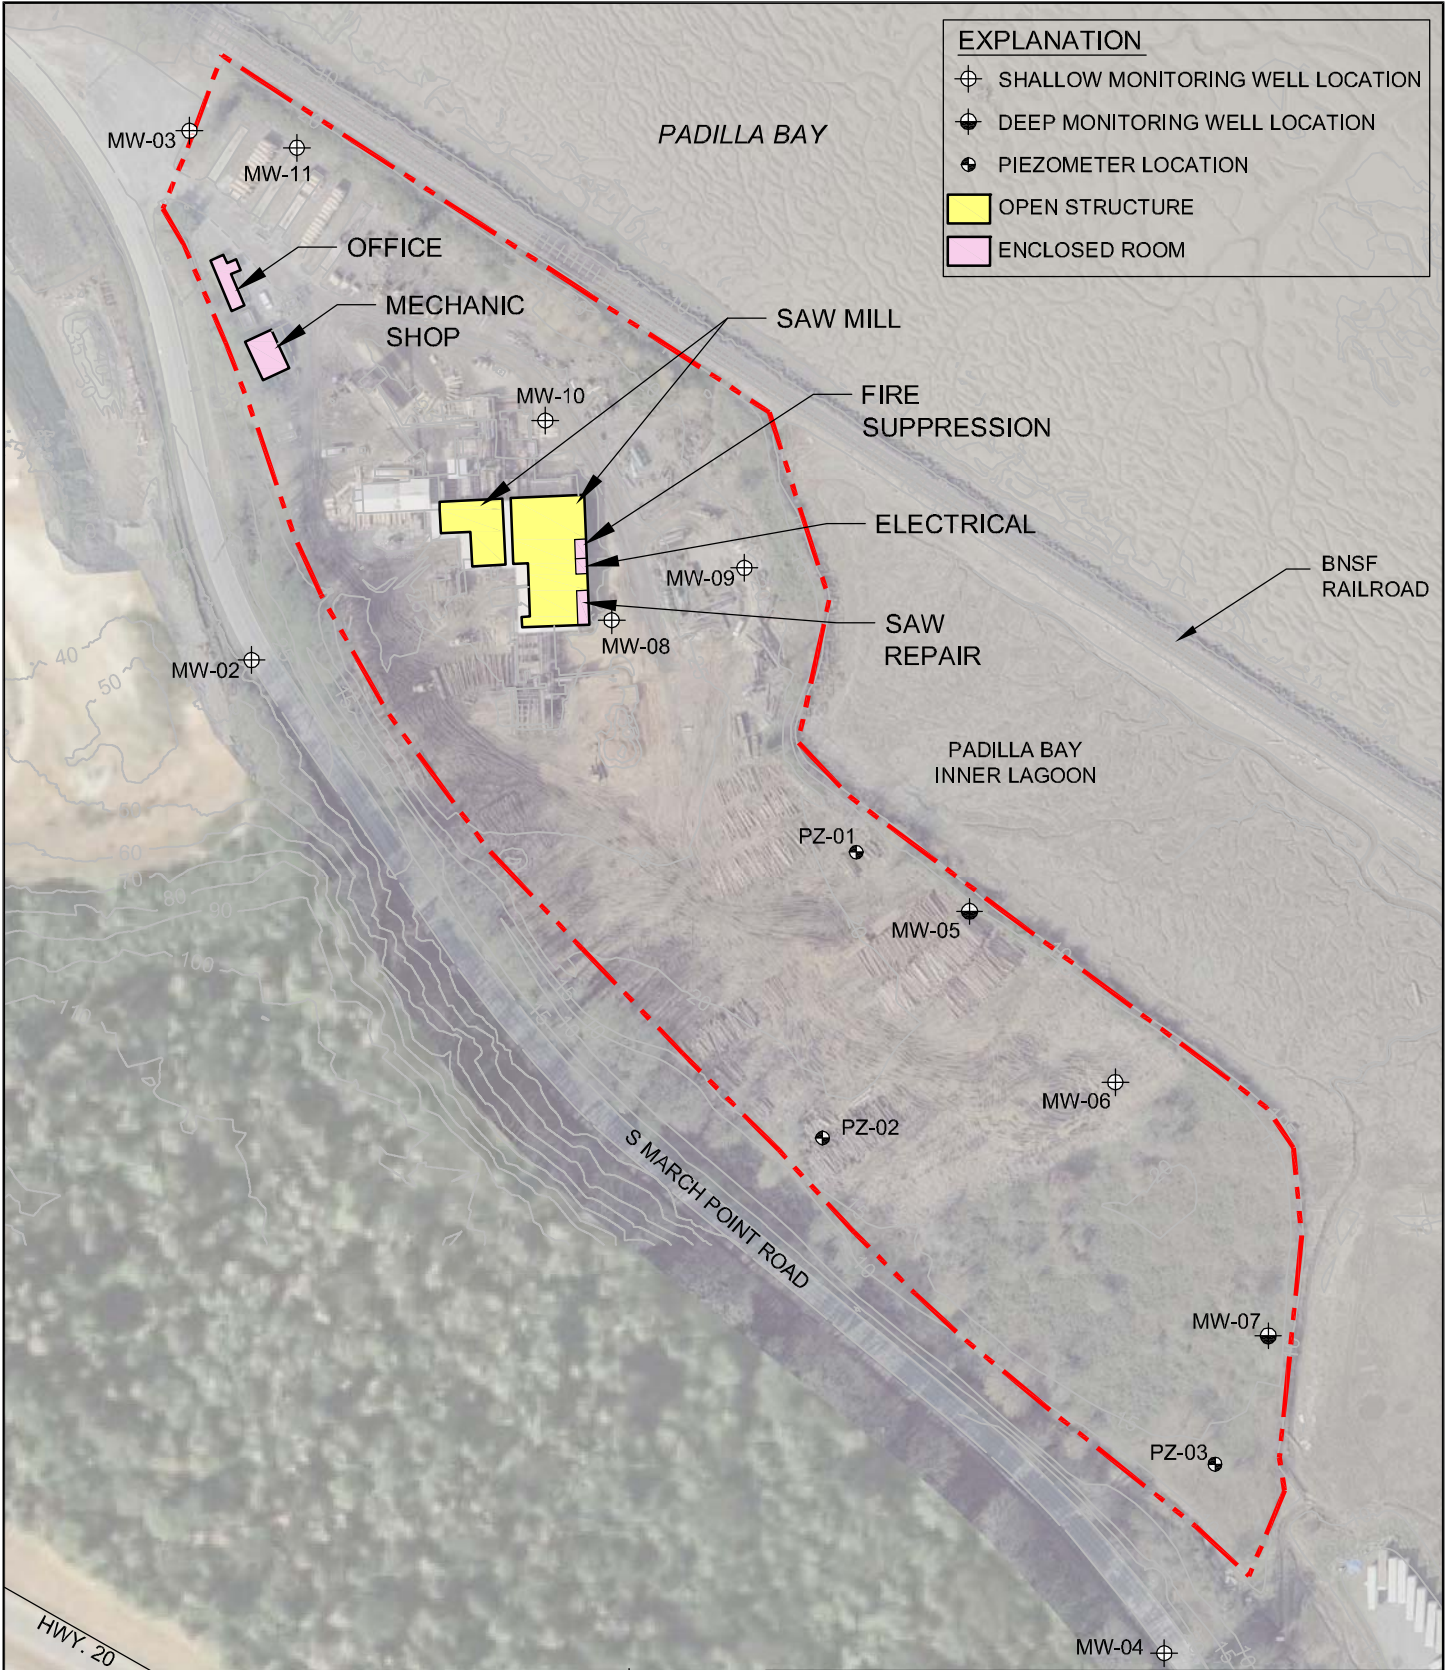 EXPLANATION
SHALLOW MONITORING WELL LOCATION
DEEP MONITORING WELL LOCATION
PIEZOMETER LOCATION
OPEN STRUCTURE
ENCLOSED ROOM
PADILLA BAY
MW-03
MW-11
OFFICE
MECHANIC
SHOP
SAW MILL
MW-10
FIRE
SUPPRESSION
ELECTRICAL
MW-09
BNSF
RAILROAD
SAW
REPAIR
MW-08
MW-02
40
50
PADILLA BAY
INNER LAGOON
PZ-01
MW-05
80
90
100
MW-06
PZ-02
S MARCH POINT ROAD
MW-07
PZ-03
MW-04
HWY. 20